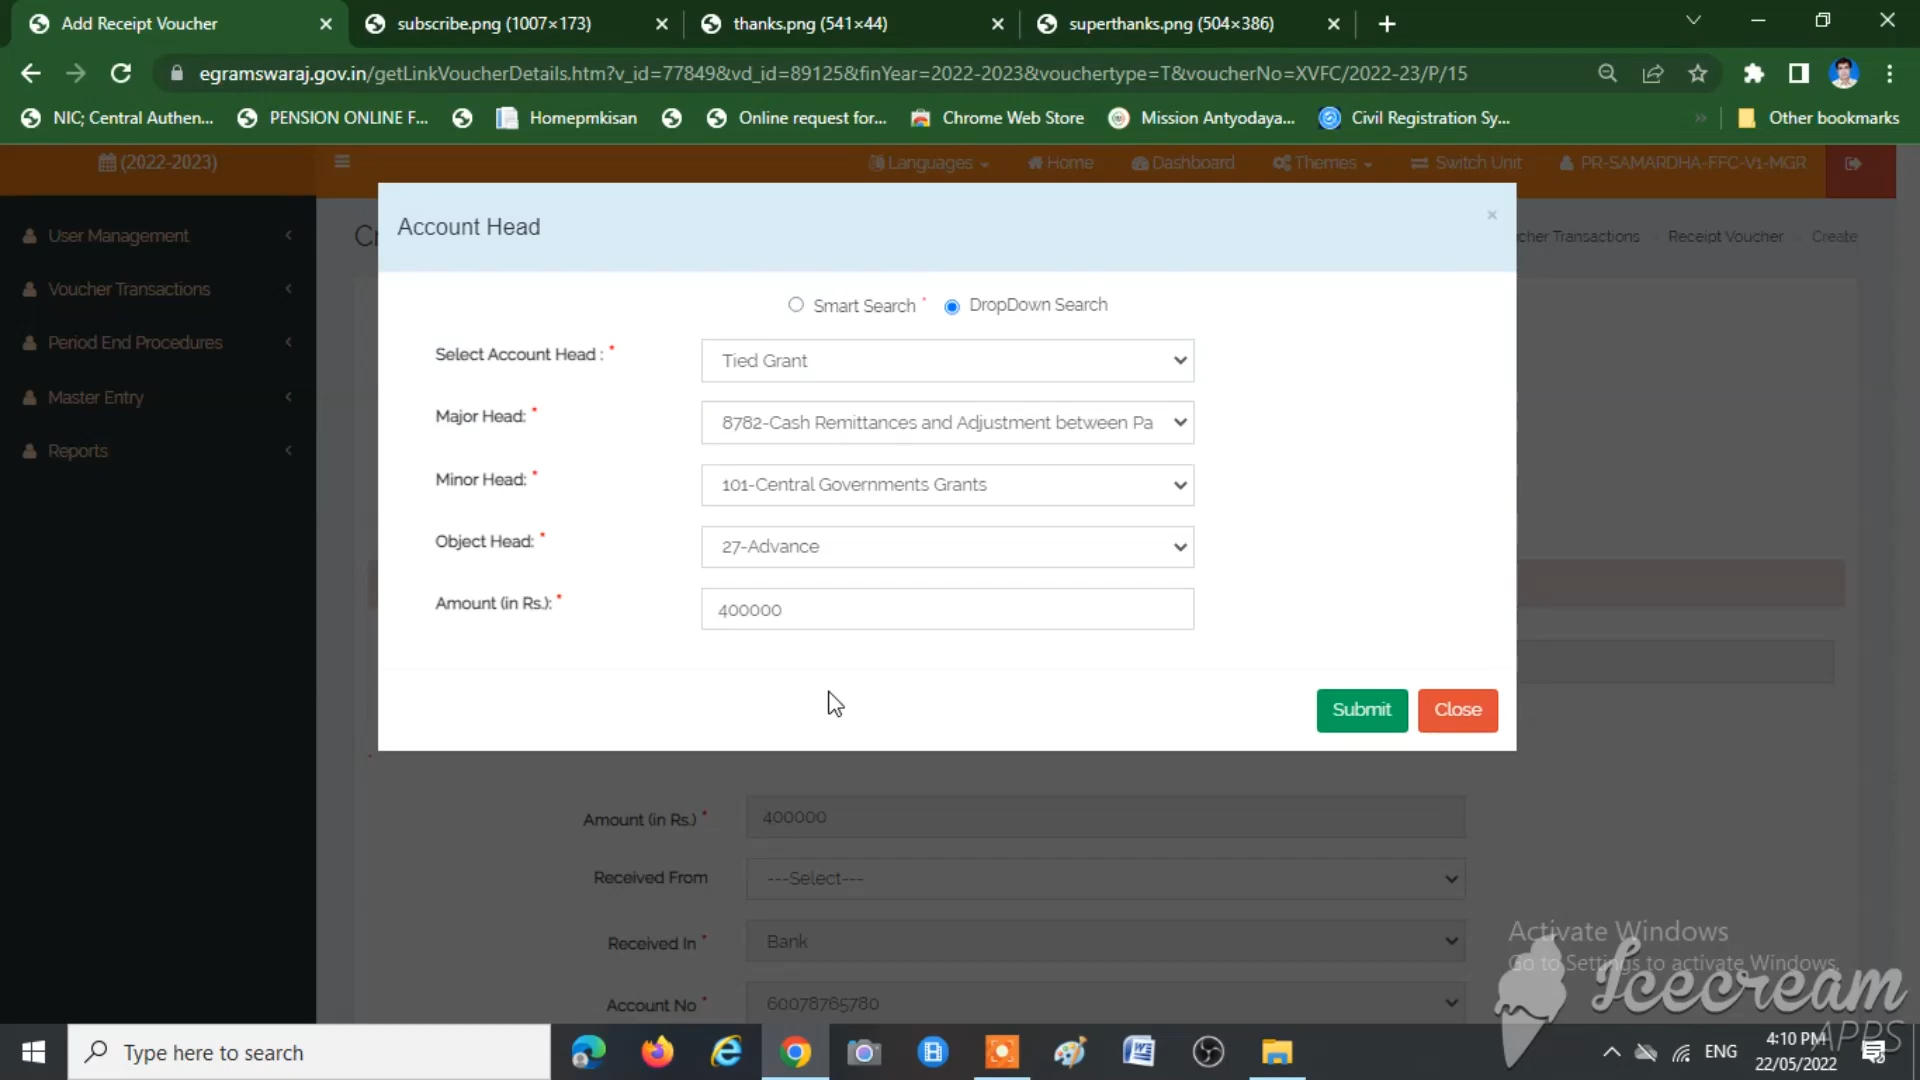 Add Receipt Voucher
subscribe.png (1007×173)
thanks.png (541×44)
superthanks.png (504×386)
egramswaraj.gov.in/getLinkVoucherDetails.htm?v_id=77849&vd_id=89125&finYear=2022-2023&vouchertype=T&voucherNo=XVFC/2022-23/P/15
NIC; Central Authen...
PENSION ONLINE F...
Homepmkisan
Online request for...
Chrome Web Store
Mission Antyodaya...
Civil Registration Sy...
Other bookmarks
(2022-2023)
Languages
Home
Dashboard
Themes
Switch Unit
PR-SAMARDHA-FFC-V1-MGR
User Management
Voucher Transactions
Period End Procedures
Master Entry
Reports
Cr
cher Transactions
Receipt Voucher
Create
Account Head
×
Smart Search *
DropDown Search
Select Account Head : *
Tied Grant
Major Head: *
8782-Cash Remittances and Adjustment between Pa
Minor Head: *
101-Central Governments Grants
Object Head: *
27-Advance
Amount (in Rs.): *
400000
Submit
Close
Amount (in Rs.) *
400000
Received From
---Select---
Received In *
Bank
Account No *
60078765780
Activate Windows
Go to Settings to activate Windows.
Icecream
APPS
Type here to search
ENG
4:10 PM
22/05/2022